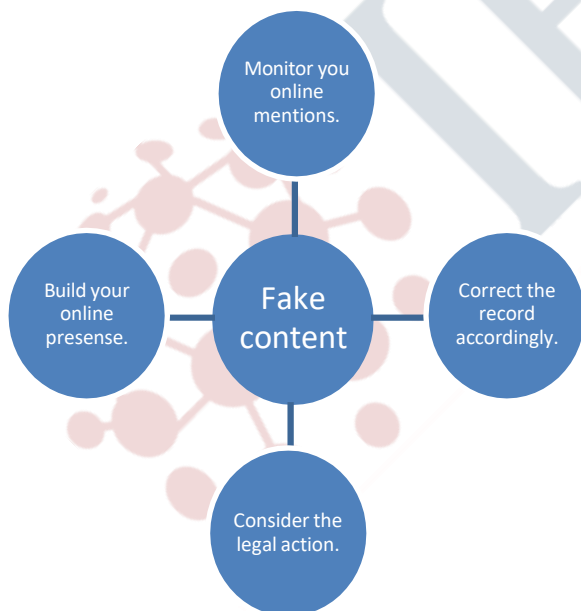 Monitor you
online
mentions.
Build your
online
presense.
Fake
content
Correct the
record
accordingly.
Consider the
legal action.